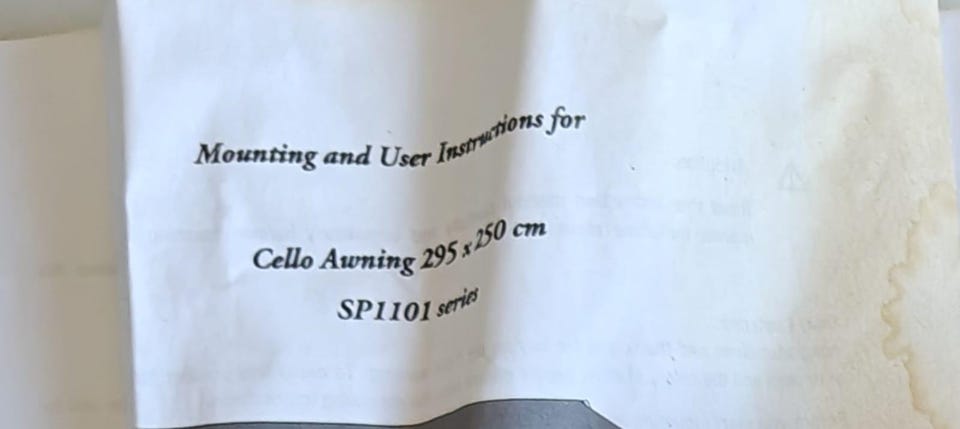 Mounting and User Instructions for
Cello Awning 295 x 250 cm
SP1101 series